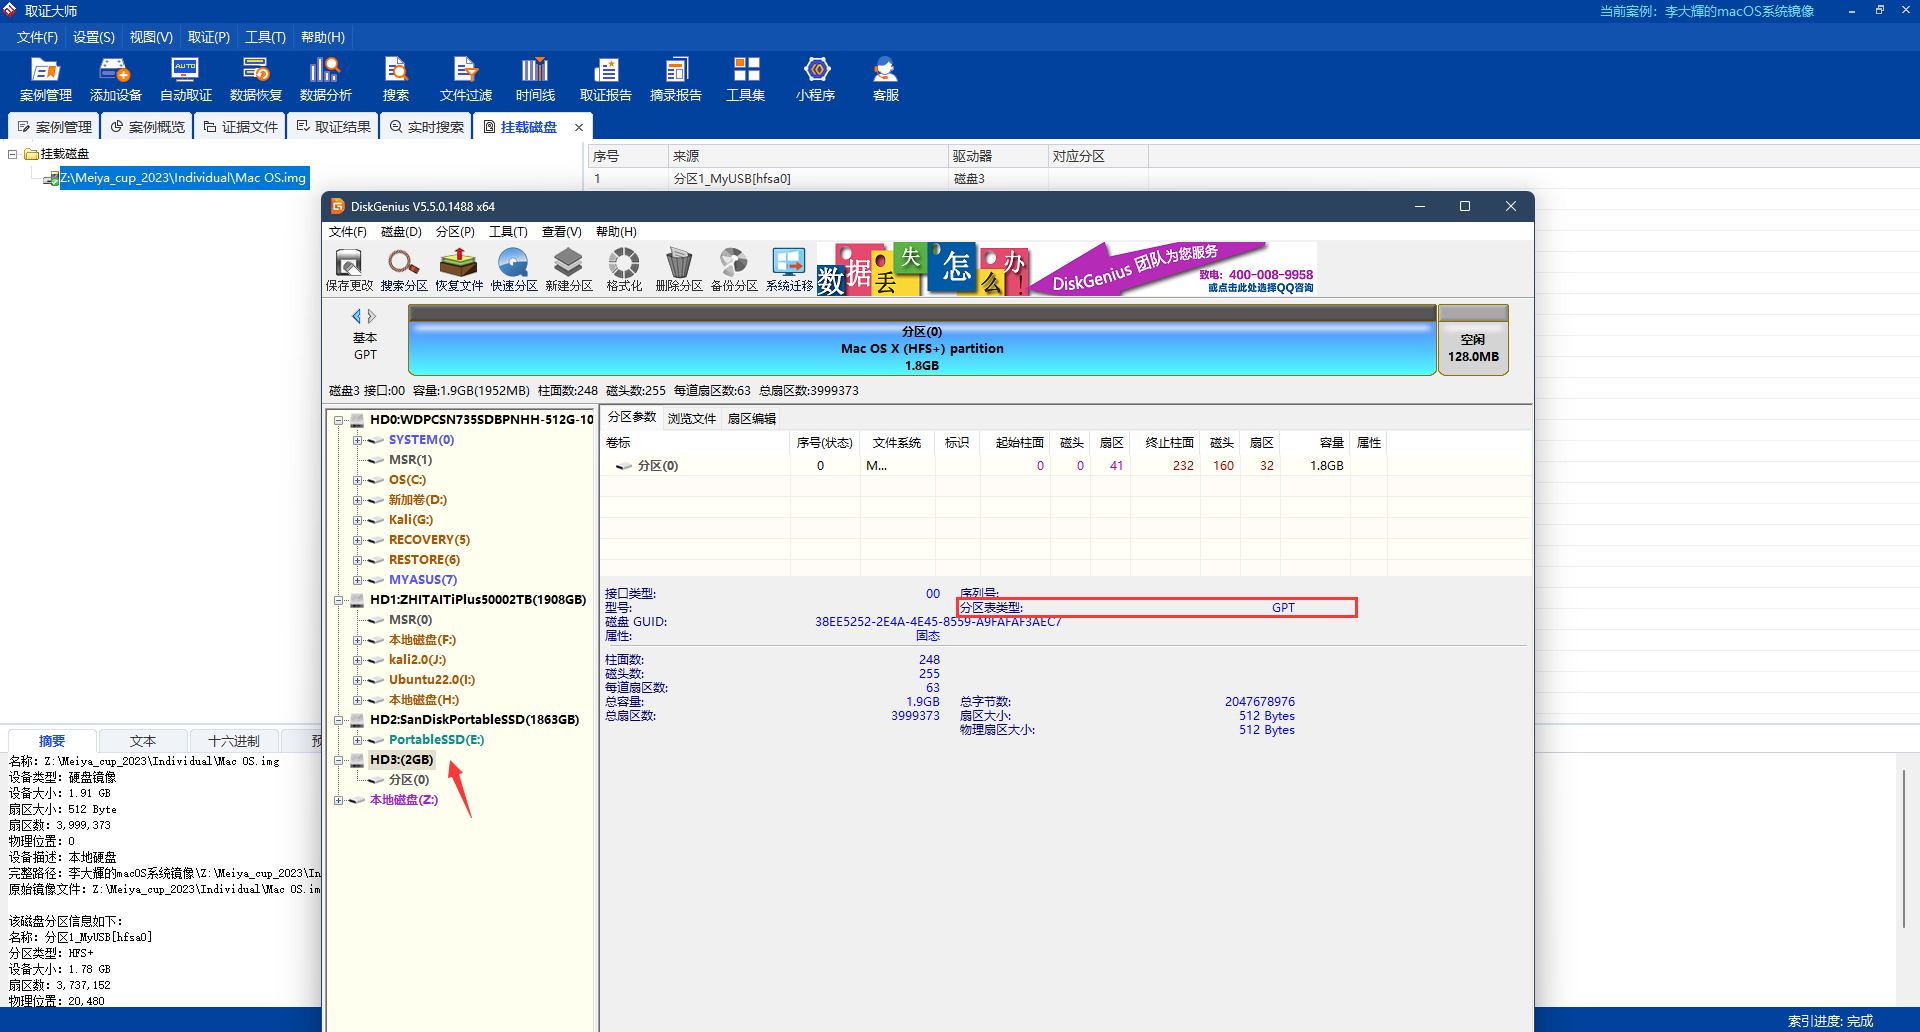 取证大师
当前案例：李大輝的macOS系统镜像
文件(F) 设置(S) 视图(V) 取证(P) 工具(T) 帮助(H)
案例管理 添加设备 自动取证 数据恢复 数据分析 搜索 文件过滤 时间线 取证报告 摘录报告 工具集 小程序 客服
案例管理 案例概览 证据文件 取证结果 实时搜索 挂载磁盘
挂载磁盘
Z:\Meiya_cup_2023\Individual\Mac OS.img
序号 来源 驱动器 对应分区
1 分区1_MyUSB[hfsa0] 磁盘3
DiskGenius V5.5.0.1488 x64
文件(F) 磁盘(D) 分区(P) 工具(T) 查看(V) 帮助(H)
保存更改 搜索分区 恢复文件 快速分区 新建分区 格式化 删除分区 备份分区 系统迁移
数据丢失怎么办!
DiskGenius 团队为您服务
致电：400-008-9958
或点击此处选择QQ咨询
基本
GPT
分区(0)
Mac OS X (HFS+) partition
1.8GB
空闲
128.0MB
磁盘3 接口:00 容量:1.9GB(1952MB) 柱面数:248 磁头数:255 每道扇区数:63 总扇区数:3999373
HD0:WDPCSN735SDBPNHH-512G-10
SYSTEM(0)
MSR(1)
OS(C:)
新加卷(D:)
Kali(G:)
RECOVERY(5)
RESTORE(6)
MYASUS(7)
HD1:ZHITAITiPlus50002TB(1908GB)
MSR(0)
本地磁盘(F:)
kali2.0(J:)
Ubuntu22.0(I:)
本地磁盘(H:)
HD2:SanDiskPortableSSD(1863GB)
PortableSSD(E:)
HD3:(2GB)
分区(0)
本地磁盘(Z:)
分区参数 浏览文件 扇区编辑
卷标 序号(状态) 文件系统 标识 起始柱面 磁头 扇区 终止柱面 磁头 扇区 容量 属性
分区(0) 0 M... 0 0 41 232 160 32 1.8GB
接口类型: 00 序列号:
型号: 分区表类型: GPT
磁盘 GUID: 38EE5252-2E4A-4E45-8559-A9FAFAF3AEC7
属性: 固态
柱面数: 248
磁头数: 255
每道扇区数: 63
总容量: 1.9GB 总字节数: 2047678976
总扇区数: 3999373 扇区大小: 512 Bytes
物理扇区大小: 512 Bytes
摘要 文本 十六进制 预
名称: Z:\Meiya_cup_2023\Individual\Mac OS.img
设备类型: 硬盘镜像
设备大小: 1.91 GB
扇区大小: 512 Byte
扇区数: 3,999,373
物理位置: 0
设备描述: 本地硬盘
完整路径: 李大輝的macOS系统镜像\Z:\Meiya_cup_2023\In
原始镜像文件: Z:\Meiya_cup_2023\Individual\Mac OS.im
该磁盘分区信息如下:
名称: 分区1_MyUSB[hfsa0]
分区类型: HFS+
设备大小: 1.78 GB
扇区数: 3,737,152
物理位置: 20,480
索引进度: 完成